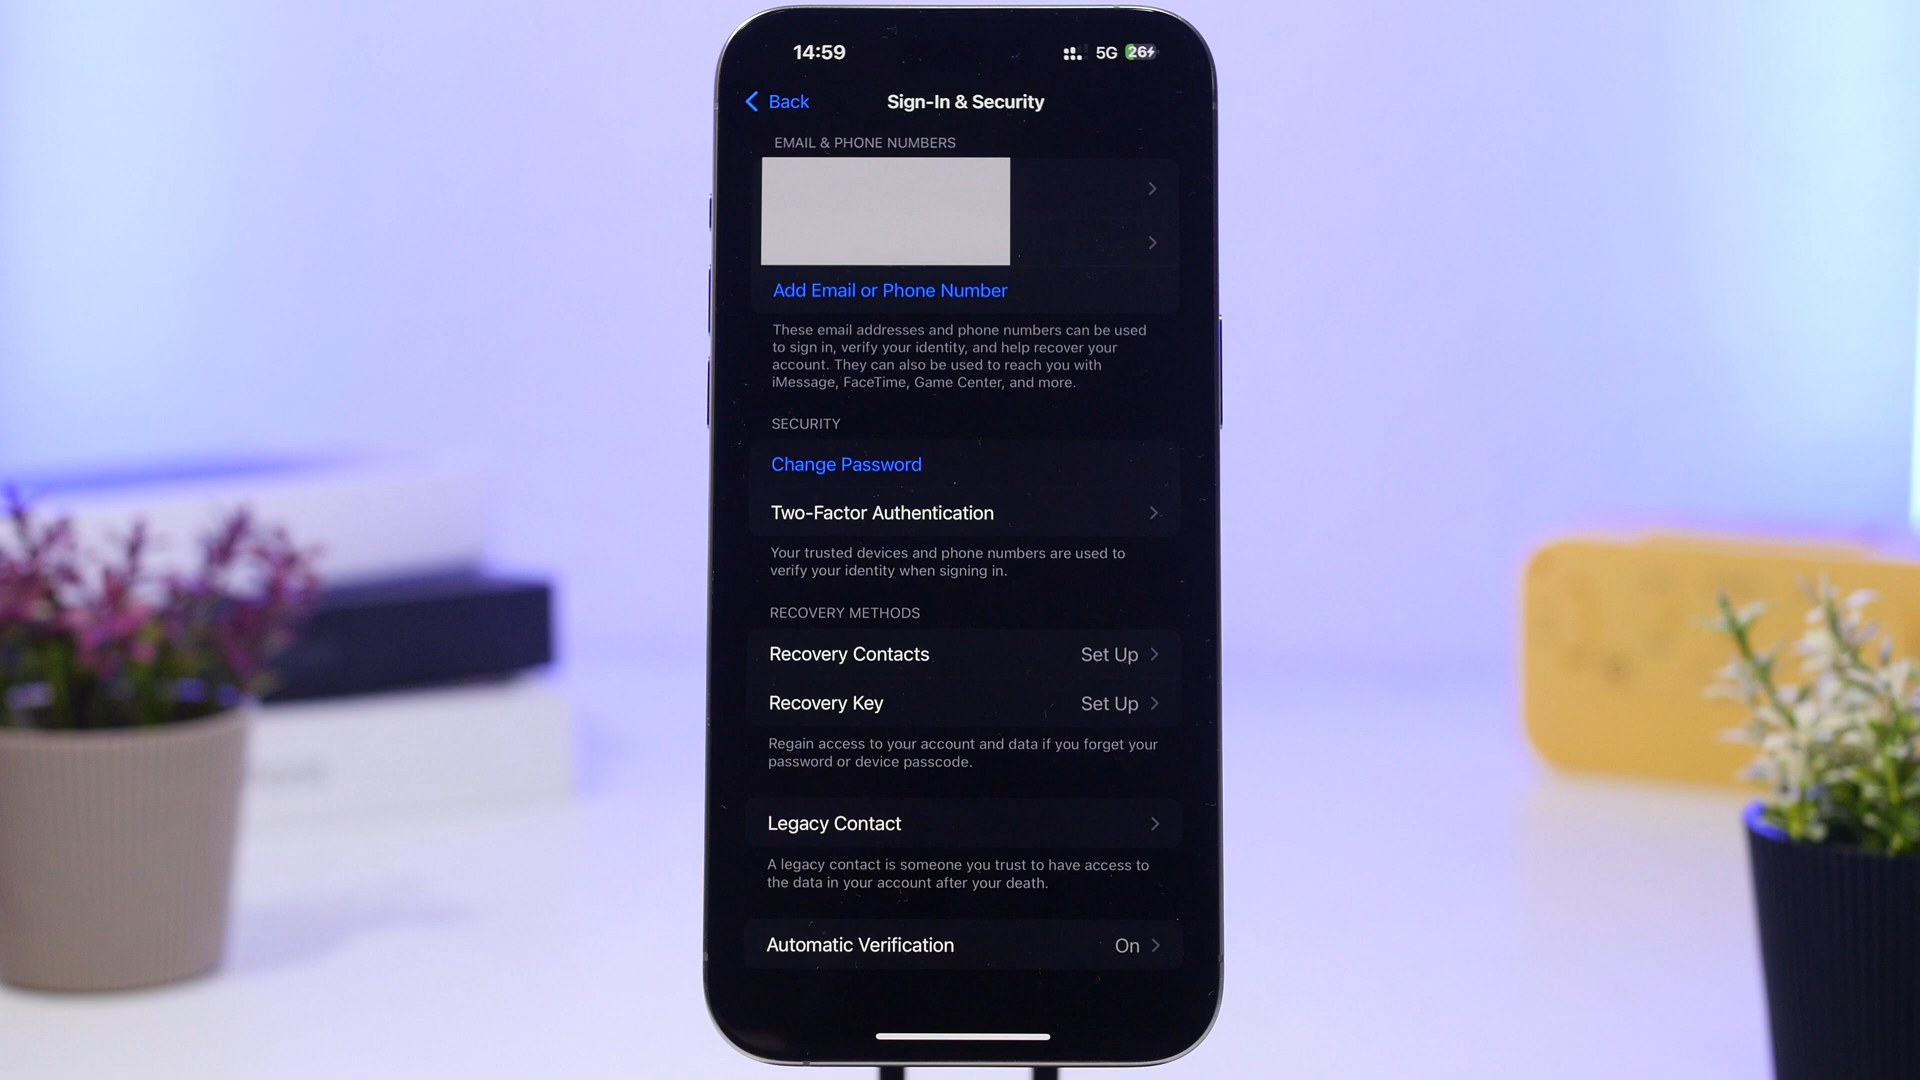 14:59
5G 26
Back
Sign-In & Security
EMAIL & PHONE NUMBERS
Add Email or Phone Number
These email addresses and phone numbers can be used
to sign in, verify your identity, and help recover your
account. They can also be used to reach you with
iMessage, FaceTime, Game Center, and more.
SECURITY
Change Password
Two-Factor Authentication
Your trusted devices and phone numbers are used to
verify your identity when signing in.
RECOVERY METHODS
Recovery Contacts Set Up
Recovery Key Set Up
Regain access to your account and data if you forget your
password or device passcode.
Legacy Contact
A legacy contact is someone you trust to have access to
the data in your account after your death.
Automatic Verification On